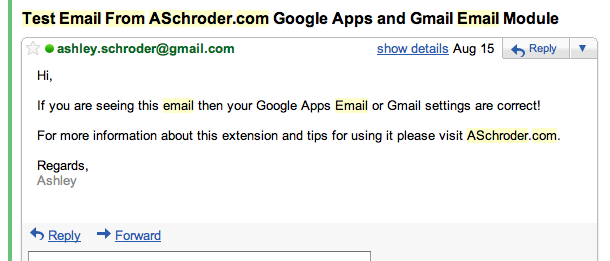 Test Email From ASchroder.com Google Apps and Gmail Email Module
ashley.schroder@gmail.com show details Aug 15 Reply
Hi,
If you are seeing this email then your Google Apps Email or Gmail settings are correct!
For more information about this extension and tips for using it please visit ASchroder.com.
Regards,
Ashley
Reply Forward